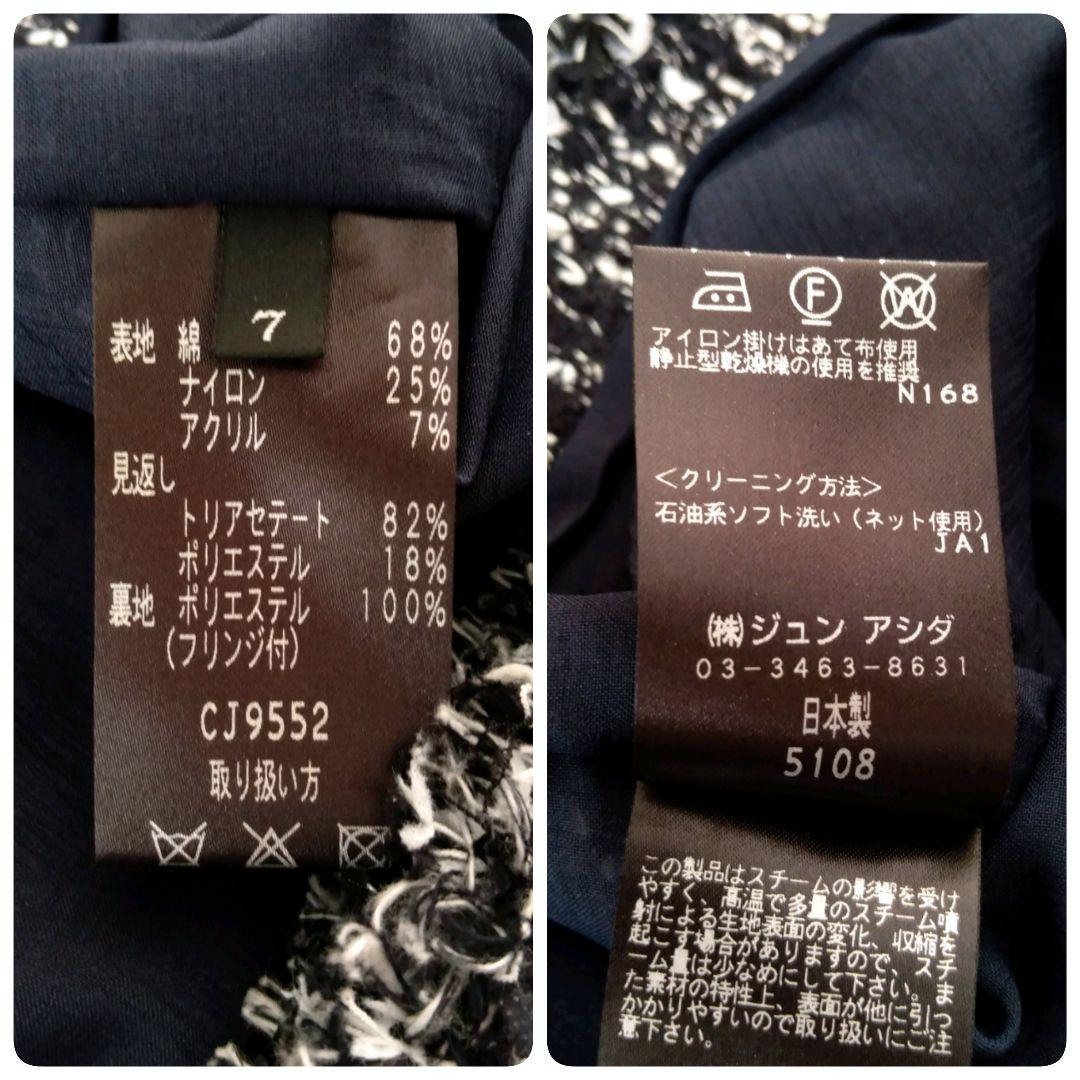 7
表地 綿 68%
ナイロン 25%
アクリル 7%
見返し
トリアセテート 82%
ポリエステル 18%
裏地 ポリエステル 100%
(フリンジ付)
CJ9552
取り扱い方
F W
アイロン掛けはあて布使用
静止型乾燥機の使用を推奨
N168
<クリーニング方法>
石油系ソフト洗い(ネット使用)
JA1
(株)ジュン アシダ
03-3463-8631
日本製
5108
この製品はスチームの影響を受け
やすく、高温で多量のスチーム噴
射による生地表面の変化、収縮を
起こす場合がありますので、スチ
ーム量は少なめにして下さい。ま
た素材の特性上、表面が他に引っ
かかりやすいので取り扱いにご注
意下さい。